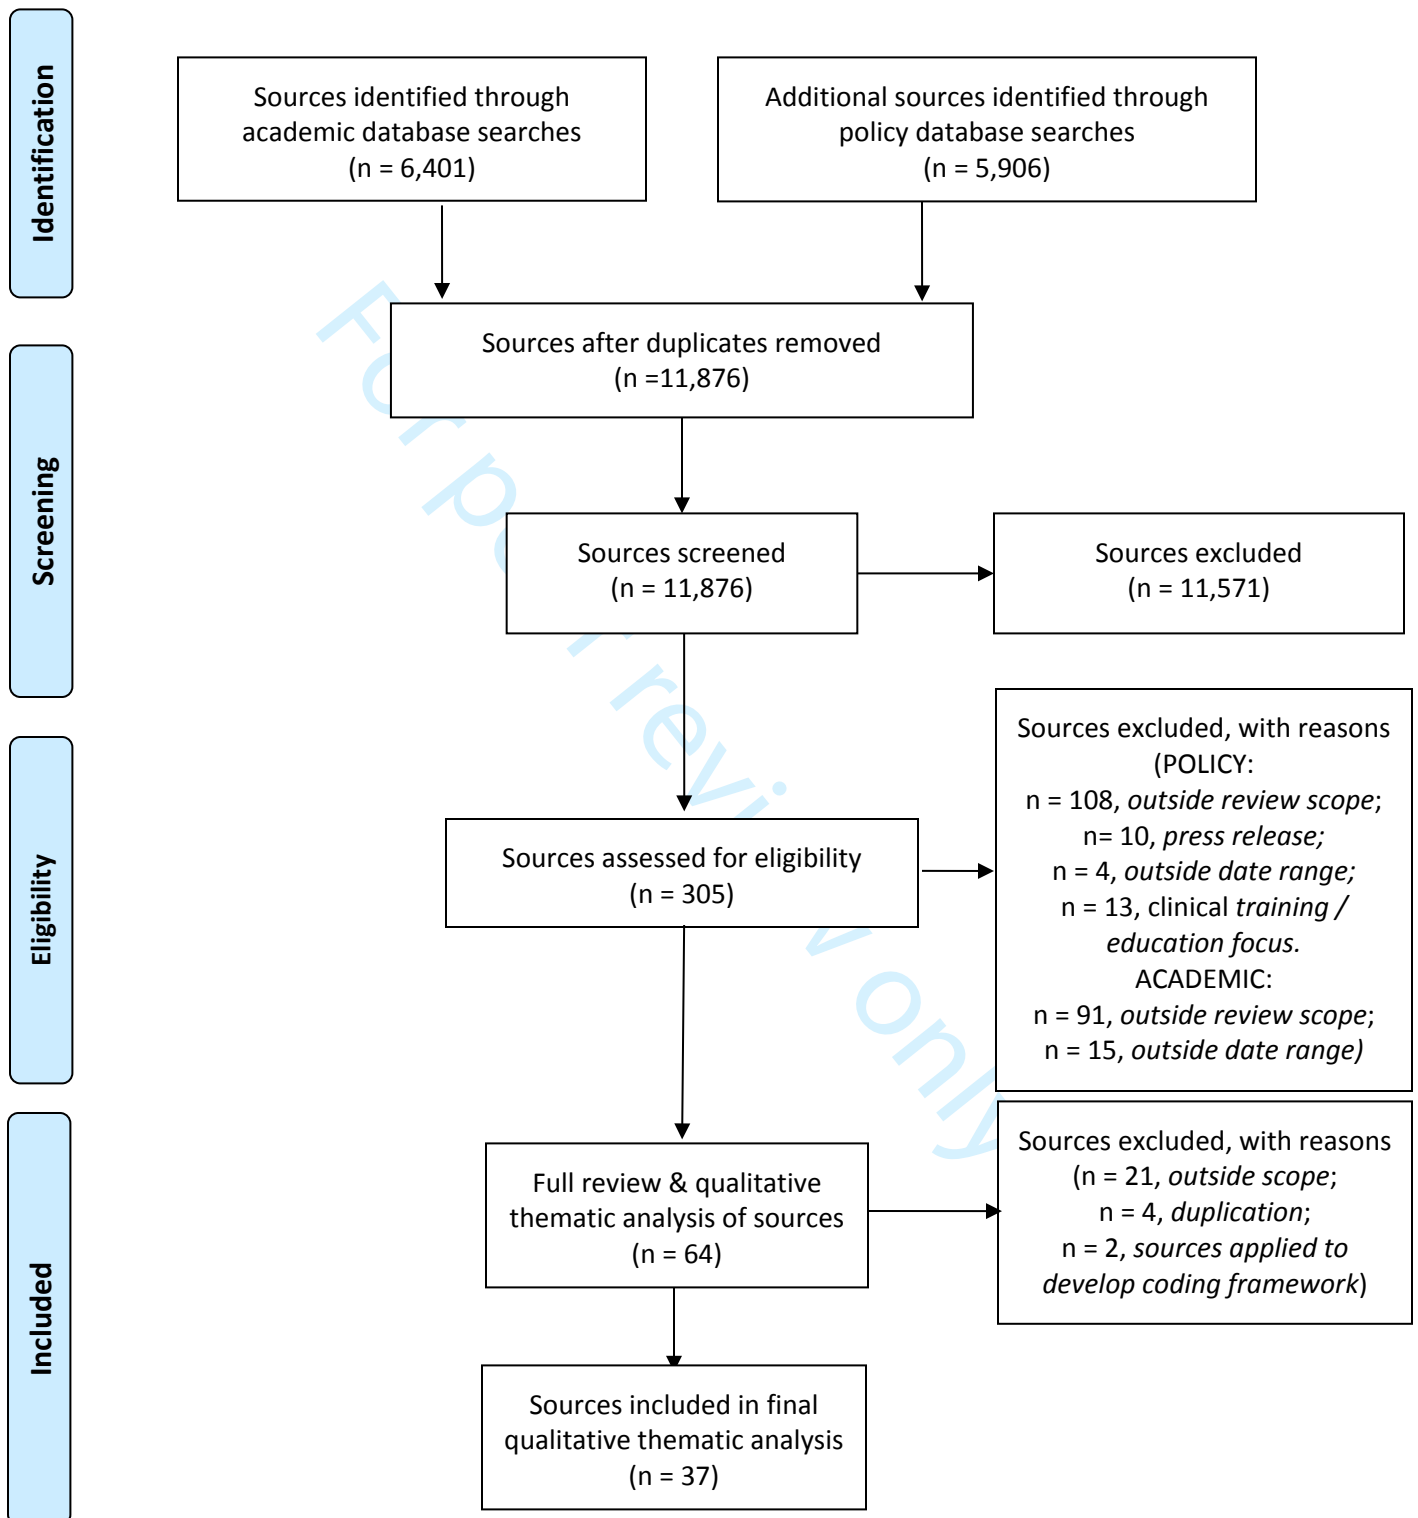 Identification
Sources identified through
academic database searches
(n = 6,401)
Additional sources identified through
policy database searches
(n = 5,906)
Sources after duplicates removed
(n =11,876)
Screening
Sources screened
(n = 11,876)
Sources excluded
(n = 11,571)
Eligibility
Sources assessed for eligibility
(n = 305)
Sources excluded, with reasons
(POLICY:
n = 108, outside review scope;
n= 10, press release;
n = 4, outside date range;
n = 13, clinical training /
education focus.
ACADEMIC:
n = 91, outside review scope;
n = 15, outside date range)
Included
Full review & qualitative
thematic analysis of sources
(n = 64)
Sources excluded, with reasons
(n = 21, outside scope;
n = 4, duplication;
n = 2, sources applied to
develop coding framework)
Sources included in final
qualitative thematic analysis
(n = 37)
For peer review only